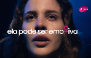 ela pode ser emotiva